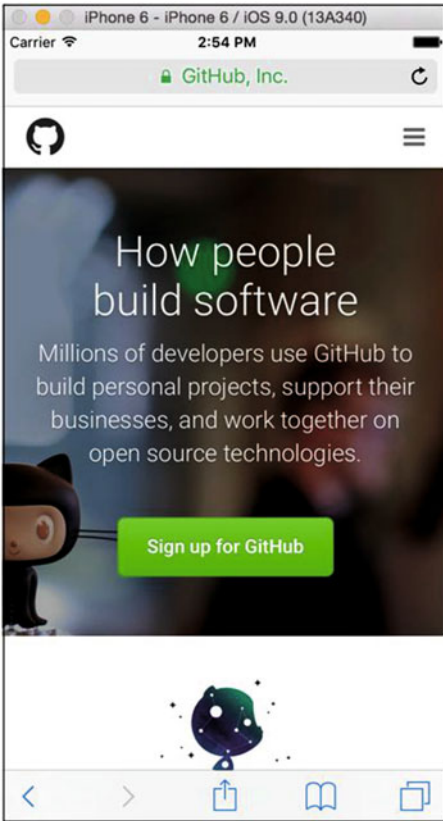 iPhone 6 - iPhone 6 / iOS 9.0 (13A340)
Carrier 2:54 PM
GitHub, Inc.
How people
build software
Millions of developers use GitHub to
build personal projects, support their
businesses, and work together on
open source technologies.
Sign up for GitHub